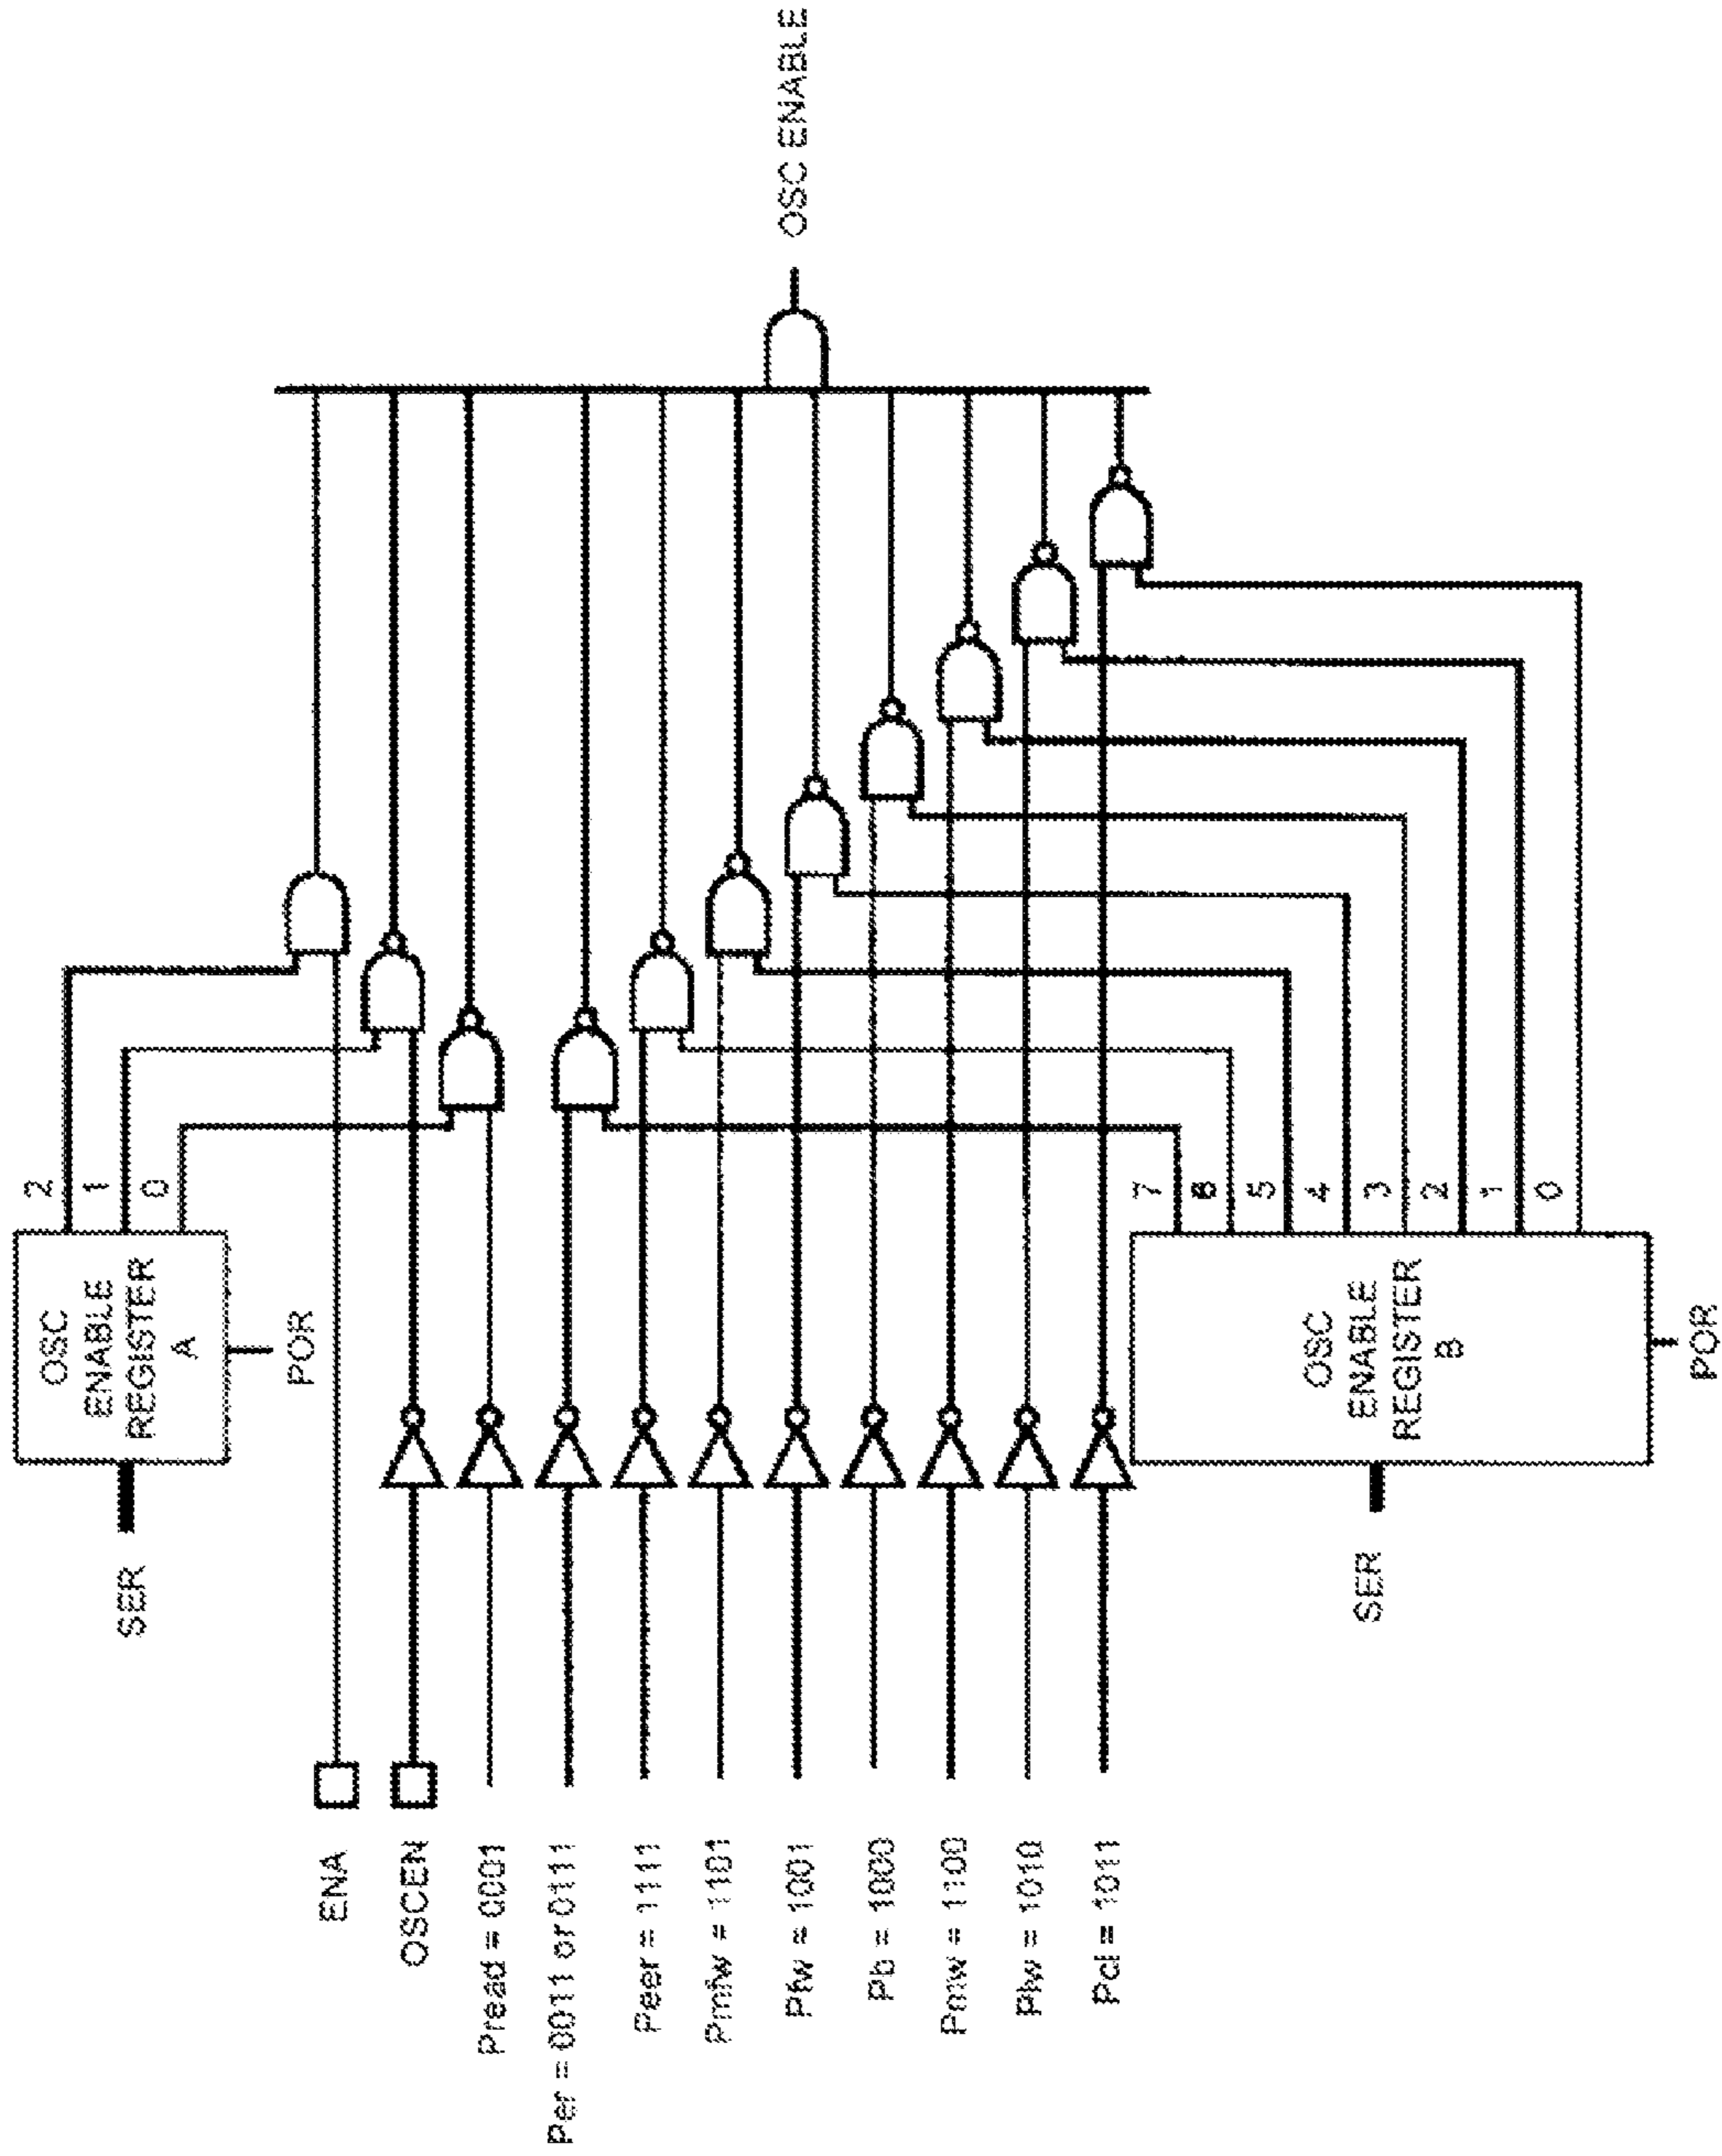 OSC
ENABLE
REGISTER
A
2
1
0
SER
POR
ENA
OSCEN
Pread = 0001
Per = 0011 or 0111
Peer = 1111
Pmfw = 1101
Pfw = 1001
Pb = 1000
Pmw = 1100
Plw = 1010
Pcl = 1011
OSC ENABLE
7
6
5
4
3
2
1
0
OSC
ENABLE
REGISTER
B
SER
POR